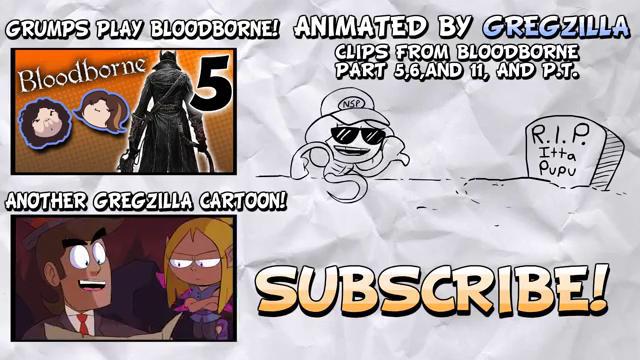 GRUMPS PLAY BLOODBORNE!
Bloodborne
5
ANOTHER GREGZILLA CARTOON!
ANIMATED BY GREGZILLA
CLIPS FROM BLOODBORNE
PART 5,6,AND 11, AND P.T.
NSP
R.I.P.
Itta
Pupu
SUBSCRIBE!